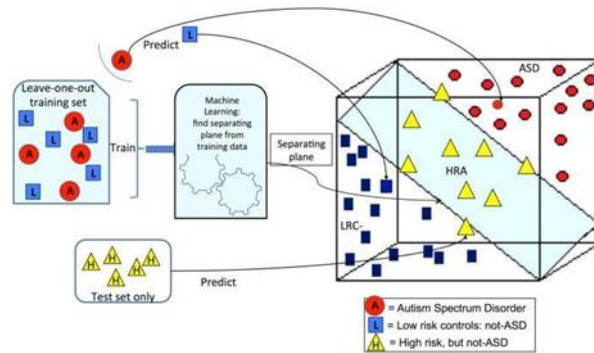 Predict
L
A
Leave-one-out
training set
L
A
L
L
A
A
L
L
A
Train
Machine
Learning:
find separating
plane from
training data
Separating
plane
ASD
HRA
LRC-
H
H
H
H
H
Test set only
Predict
A = Autism Spectrum Disorder
L = Low risk controls: not-ASD
H = High risk, but not-ASD